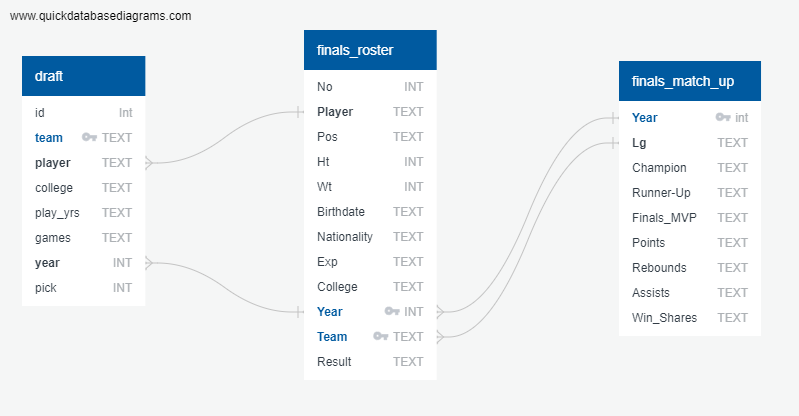 www.quickdatabasediagrams.com
draft
id Int
team TEXT
player TEXT
college TEXT
play_yrs TEXT
games TEXT
year INT
pick INT
finals_roster
No INT
Player TEXT
Pos TEXT
Ht INT
Wt INT
Birthdate TEXT
Nationality TEXT
Exp TEXT
College TEXT
Year INT
Team TEXT
Result TEXT
finals_match_up
Year int
Lg TEXT
Champion TEXT
Runner-Up TEXT
Finals_MVP TEXT
Points TEXT
Rebounds TEXT
Assists TEXT
Win_Shares TEXT